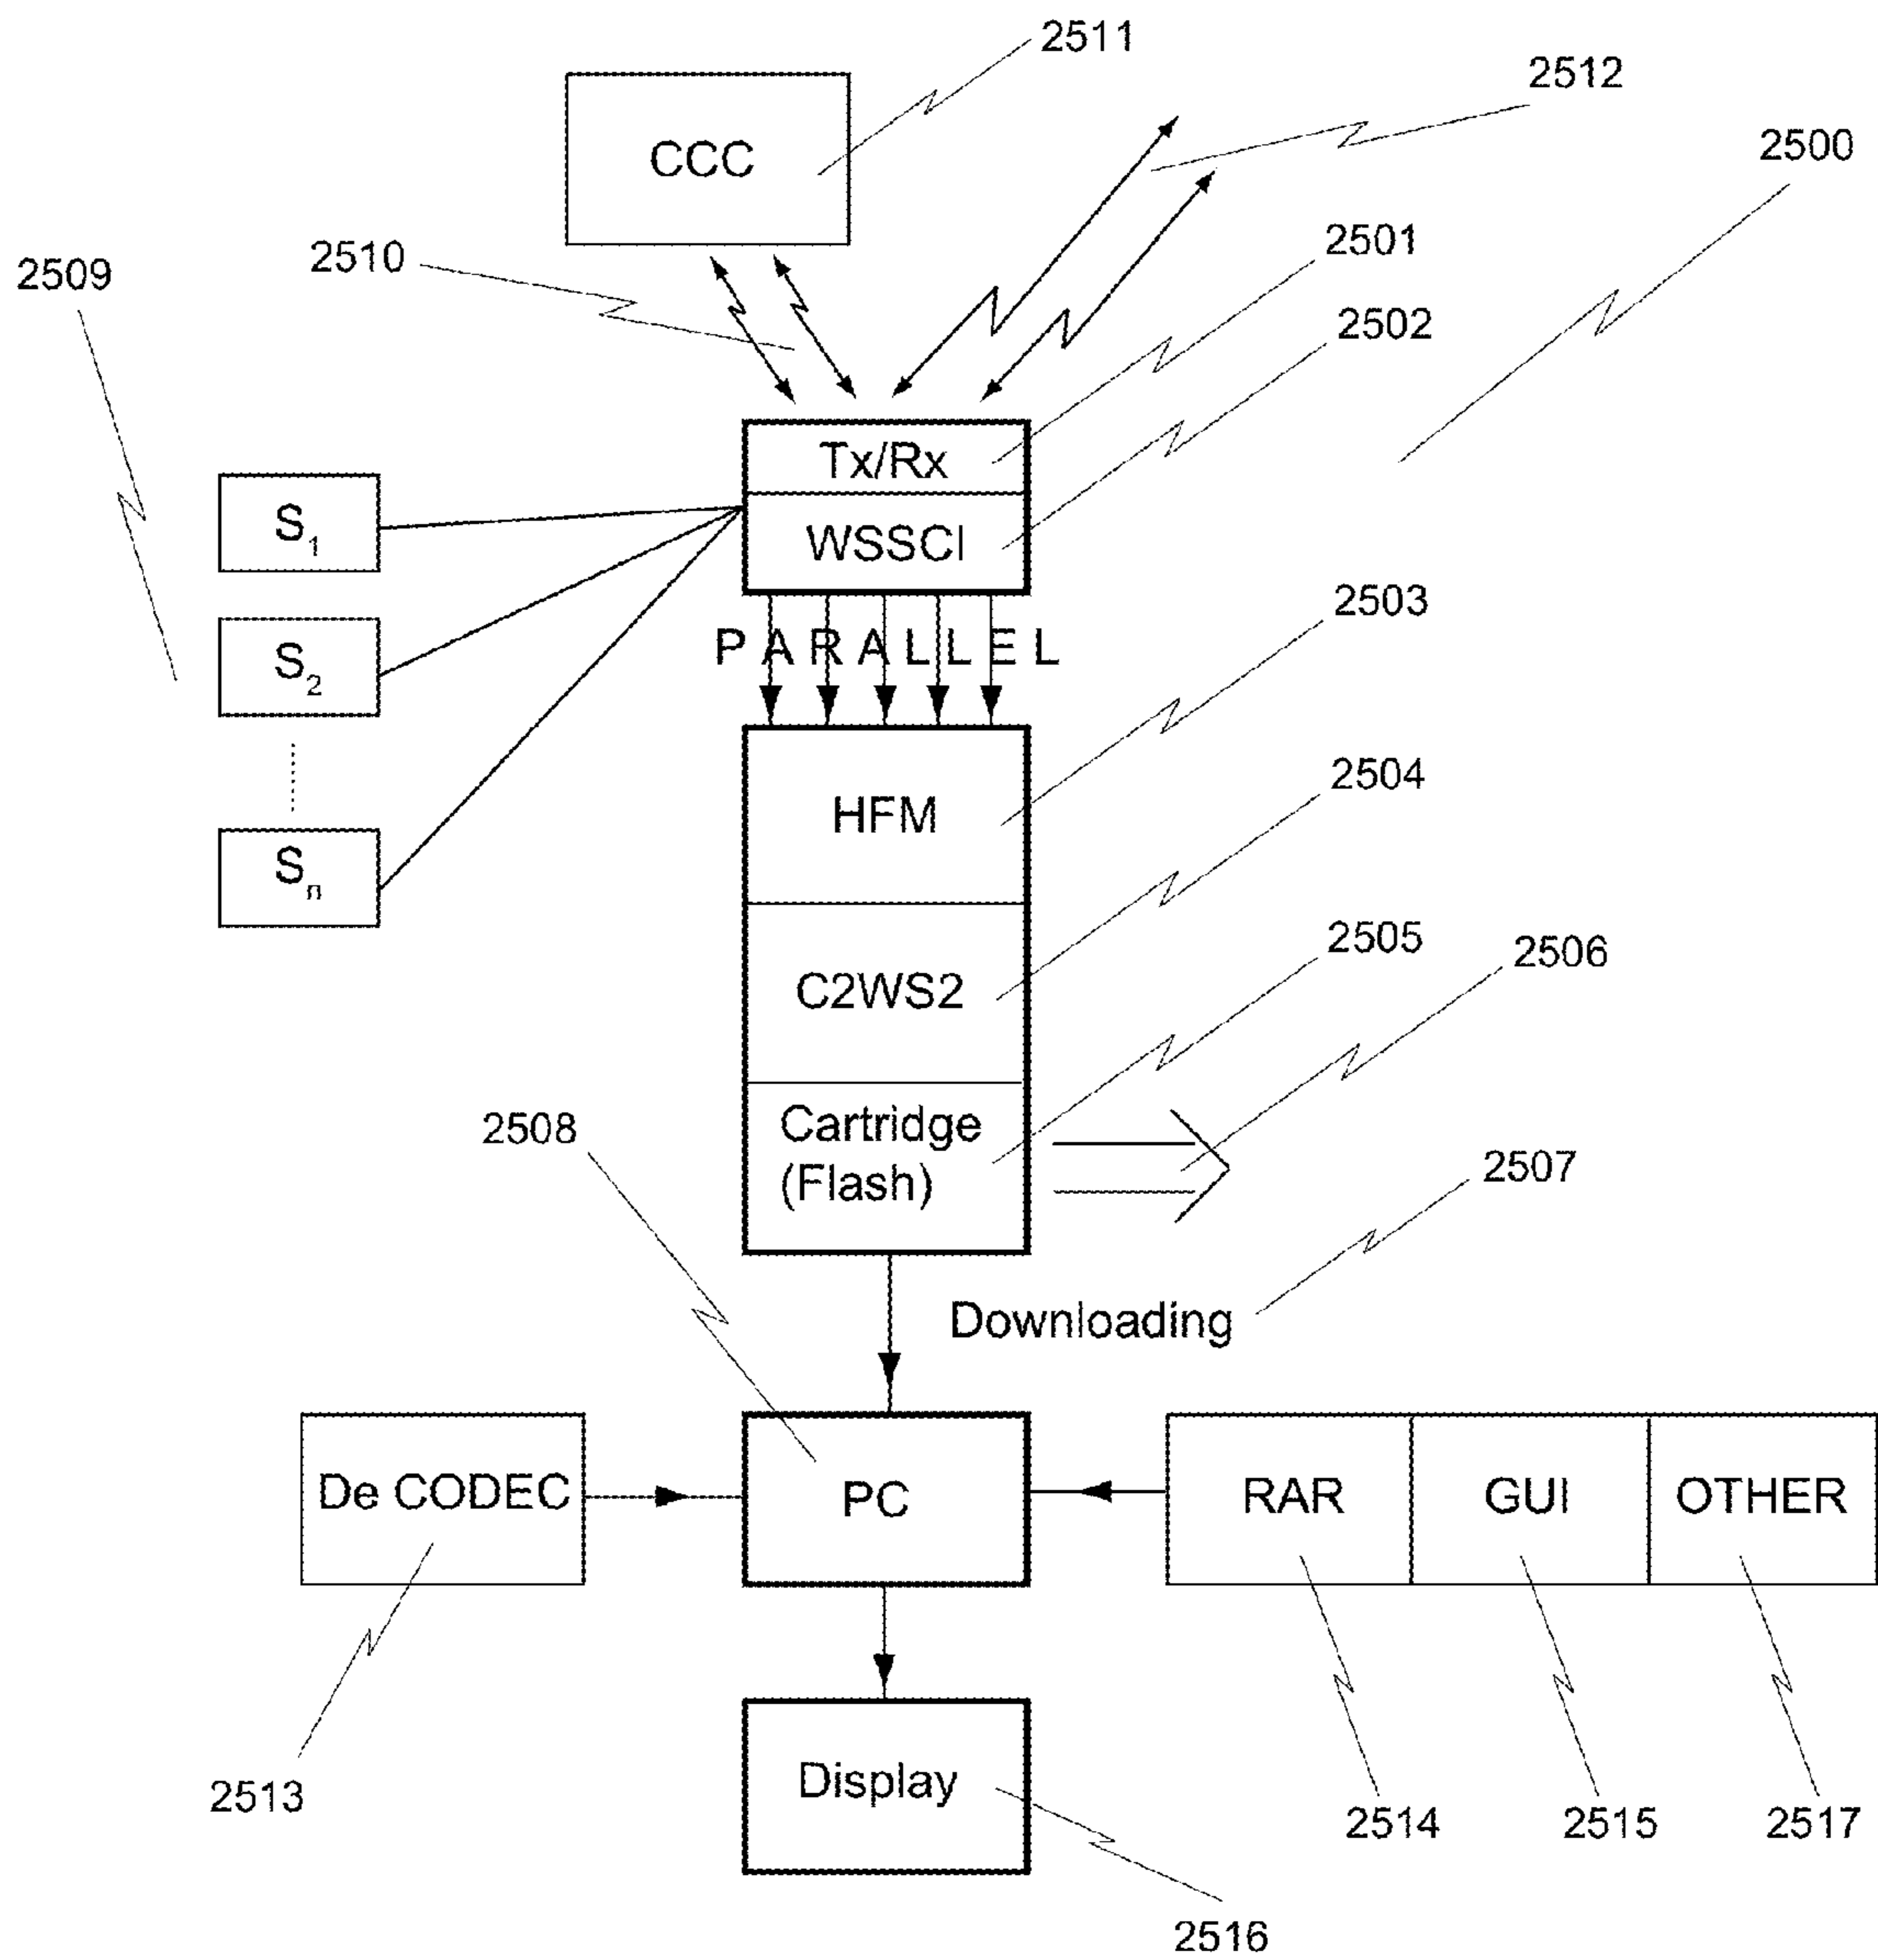 2511
2512
CCC
2500
2510
2501
2509
2502
Tx/Rx
S1
WSSCI
2503
PARALLEL
S2
2504
HFM
Sn
2505
2506
C2WS2
Cartridge
(Flash)
2508
2507
Downloading
De CODEC
PC
RAR
GUI
OTHER
Display
2513
2514
2515
2517
2516